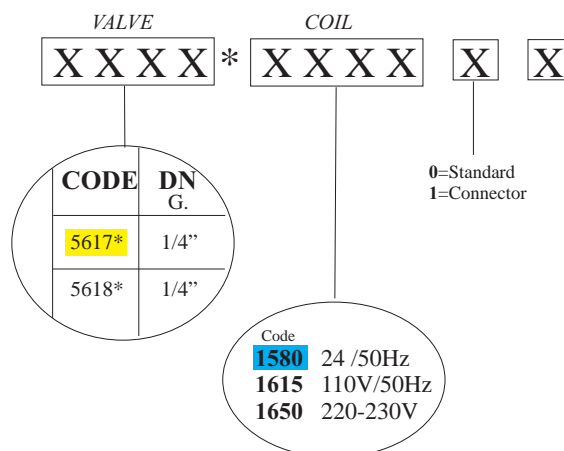 VALVE COIL
X X X X * X X X X X X
0=Standard
1=Connector
CODE DN
G.
5617* 1/4”
5618* 1/4”
Code
1580 24 /50Hz
1615 110V/50Hz
1650 220-230V